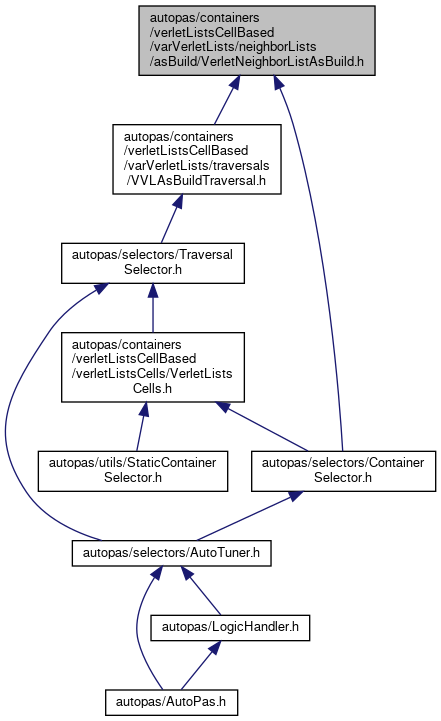 autopas/containers
/verletListsCellBased
/varVerletLists/neighborLists
/asBuild/VerletNeighborListAsBuild.h
autopas/containers
/verletListsCellBased
/varVerletLists/traversals
/VVLAsBuildTraversal.h
autopas/selectors/Traversal
Selector.h
autopas/containers
/verletListsCellBased
/verletListsCells/VerletLists
Cells.h
autopas/utils/StaticContainer
Selector.h
autopas/selectors/Container
Selector.h
autopas/selectors/AutoTuner.h
autopas/LogicHandler.h
autopas/AutoPas.h